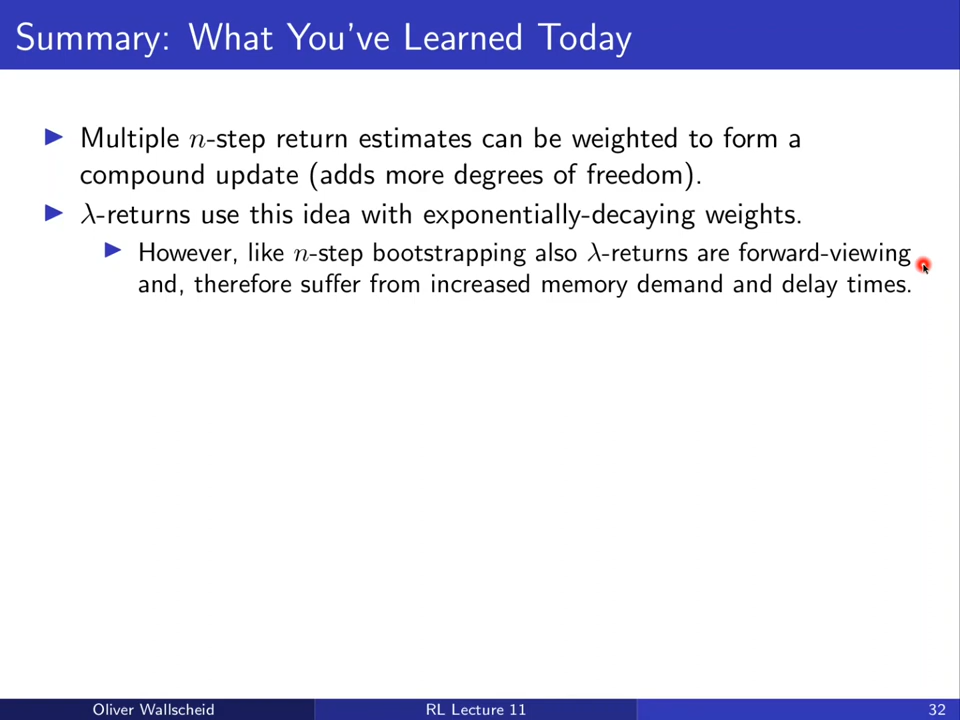 Summary: What You've Learned Today
Multiple n-step return estimates can be weighted to form a
compound update (adds more degrees of freedom).
λ-returns use this idea with exponentially-decaying weights.
However, like n-step bootstrapping also λ-returns are forward-viewing
and, therefore suffer from increased memory demand and delay times.
Oliver Wallscheid
RL Lecture 11
32